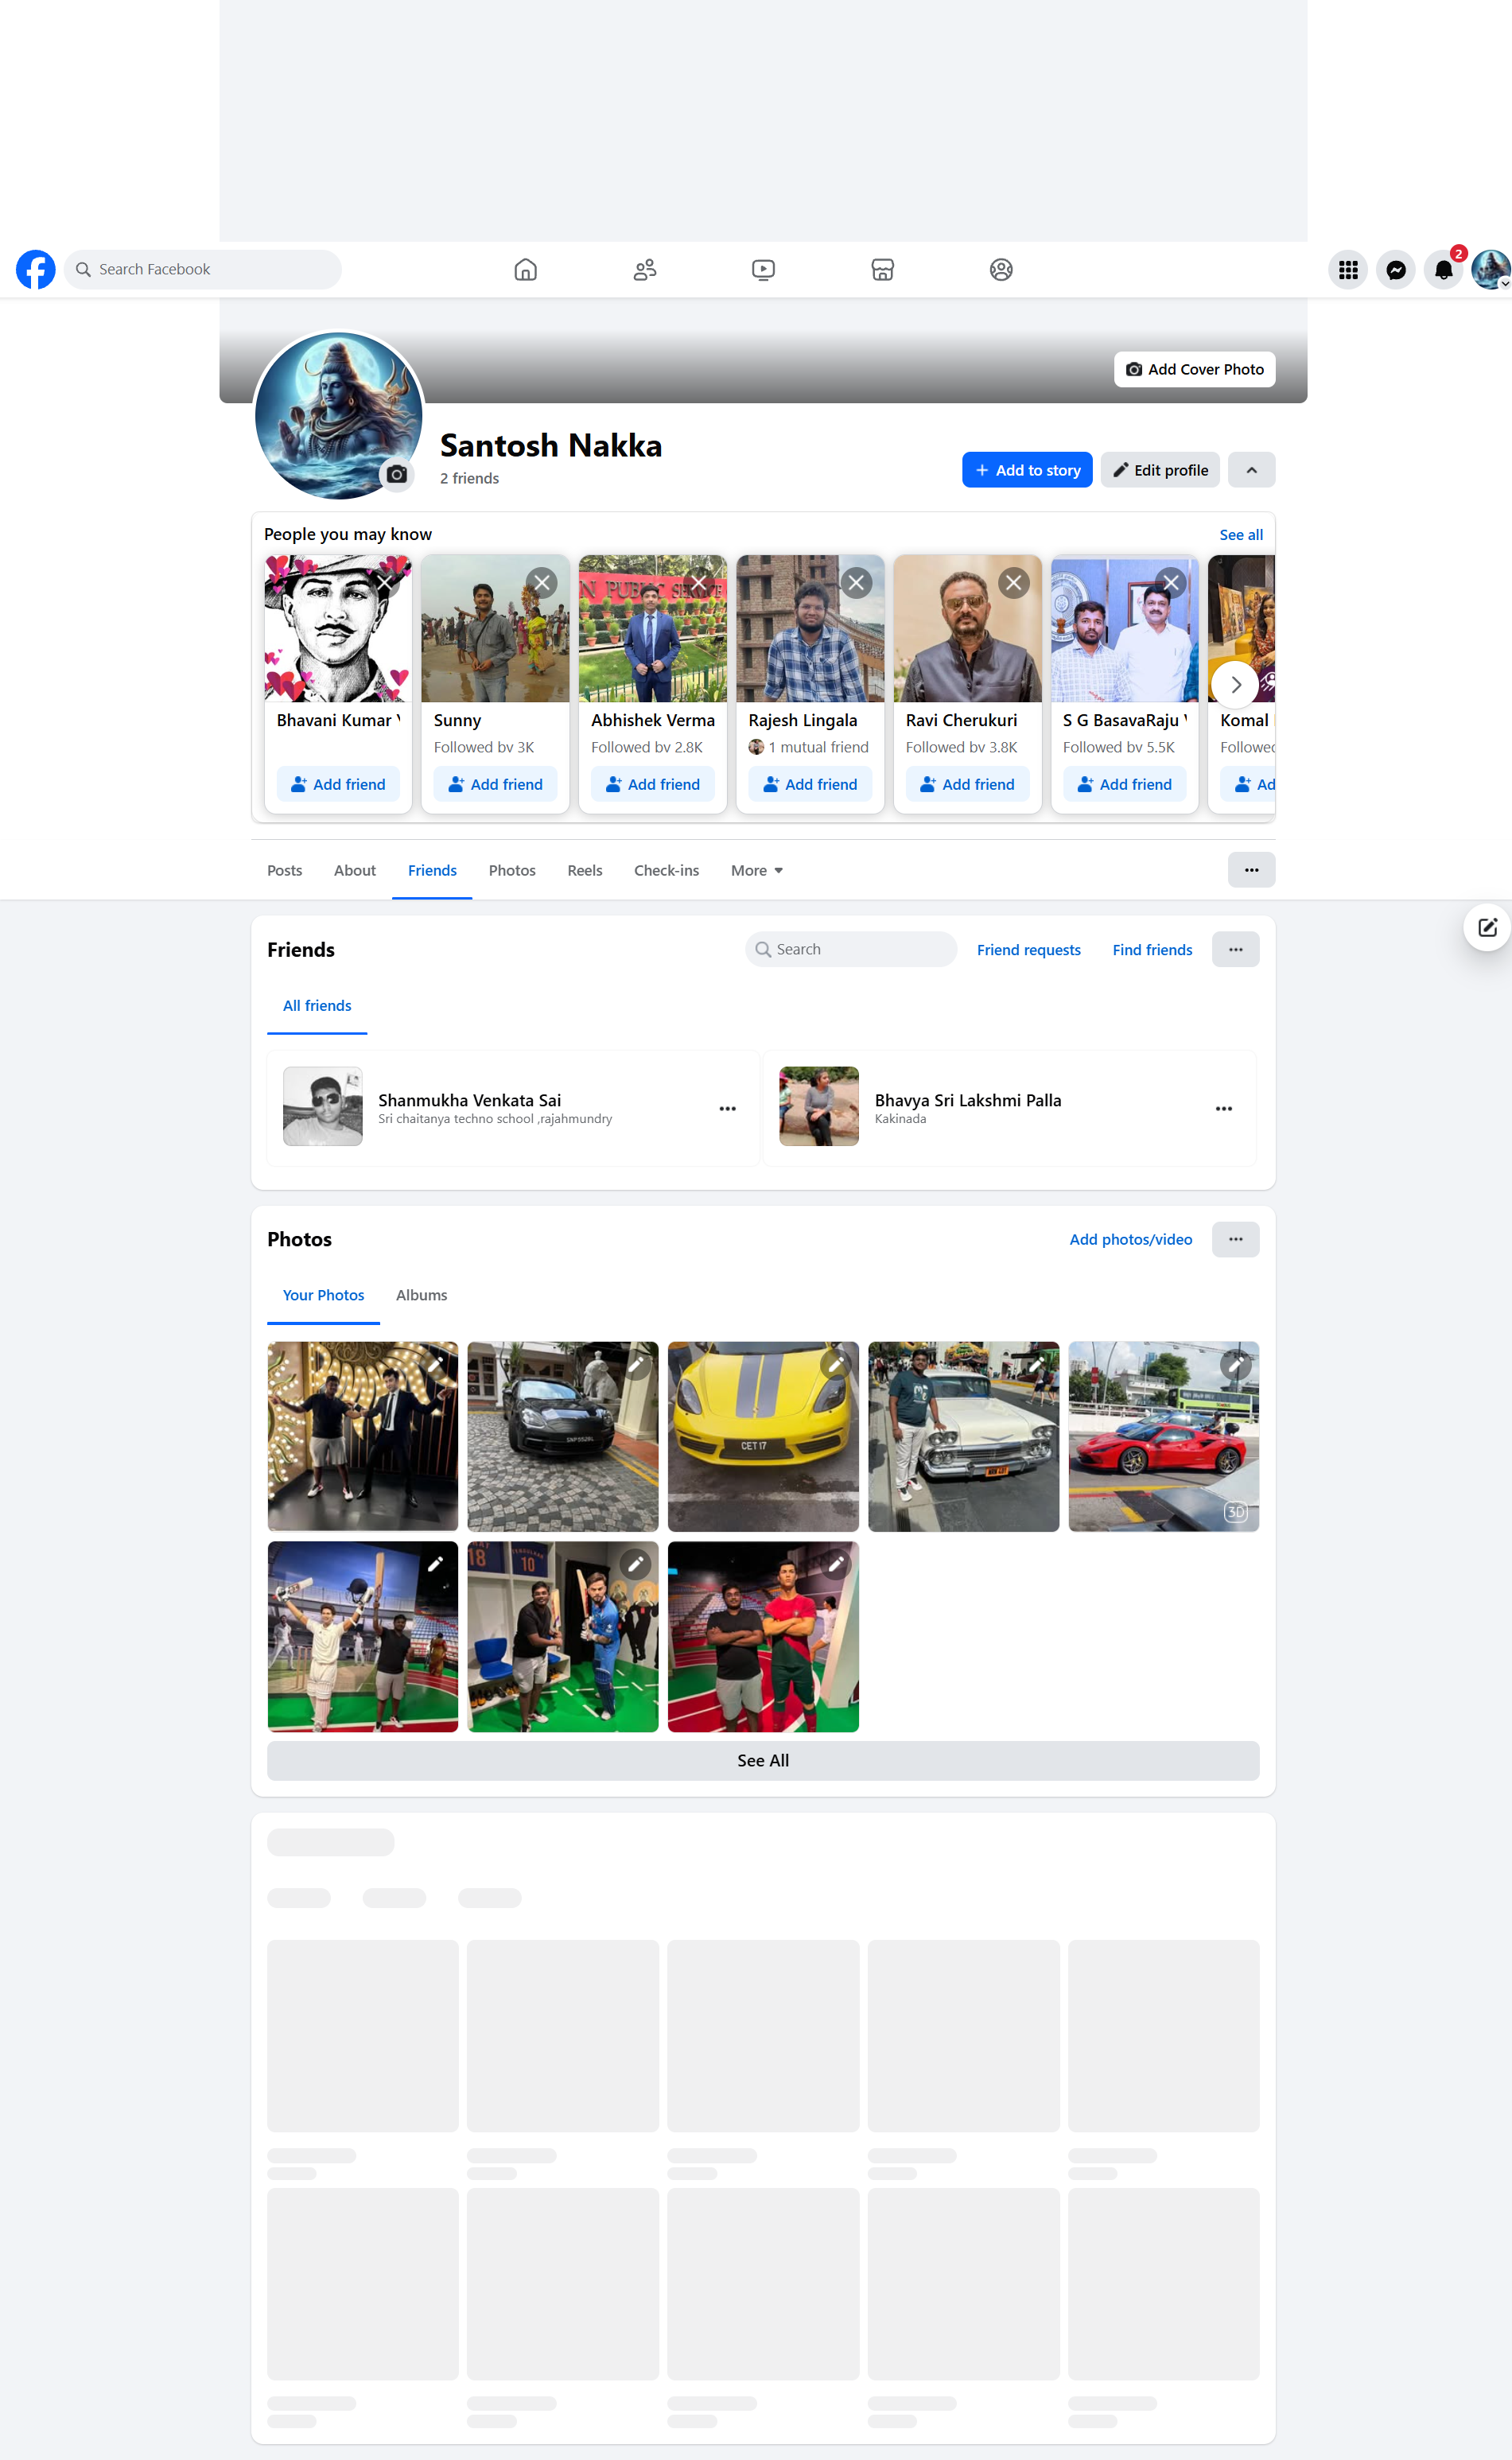 Search Facebook
2
Add Cover Photo
Santosh Nakka
2 friends
+ Add to story
Edit profile
People you may know
See all
N PUBLIC SERVICE
Bhavani Kumar
Sunny
Abhishek Verma
Rajesh Lingala
Ravi Cherukuri
S G BasavaRaju
Komal
Followed by 3K
Followed by 2.8K
1 mutual friend
Followed by 3.8K
Followed by 5.5K
Add friend
Add friend
Add friend
Add friend
Add friend
Add friend
Posts
About
Friends
Photos
Reels
Check-ins
More
Friends
Search
Friend requests
Find friends
All friends
Shanmukha Venkata Sai
Sri chaitanya techno school ,rajahmundry
Bhavya Sri Lakshmi Palla
Kakinada
Photos
Add photos/video
Your Photos
Albums
CET 17
3D
18
10
See All